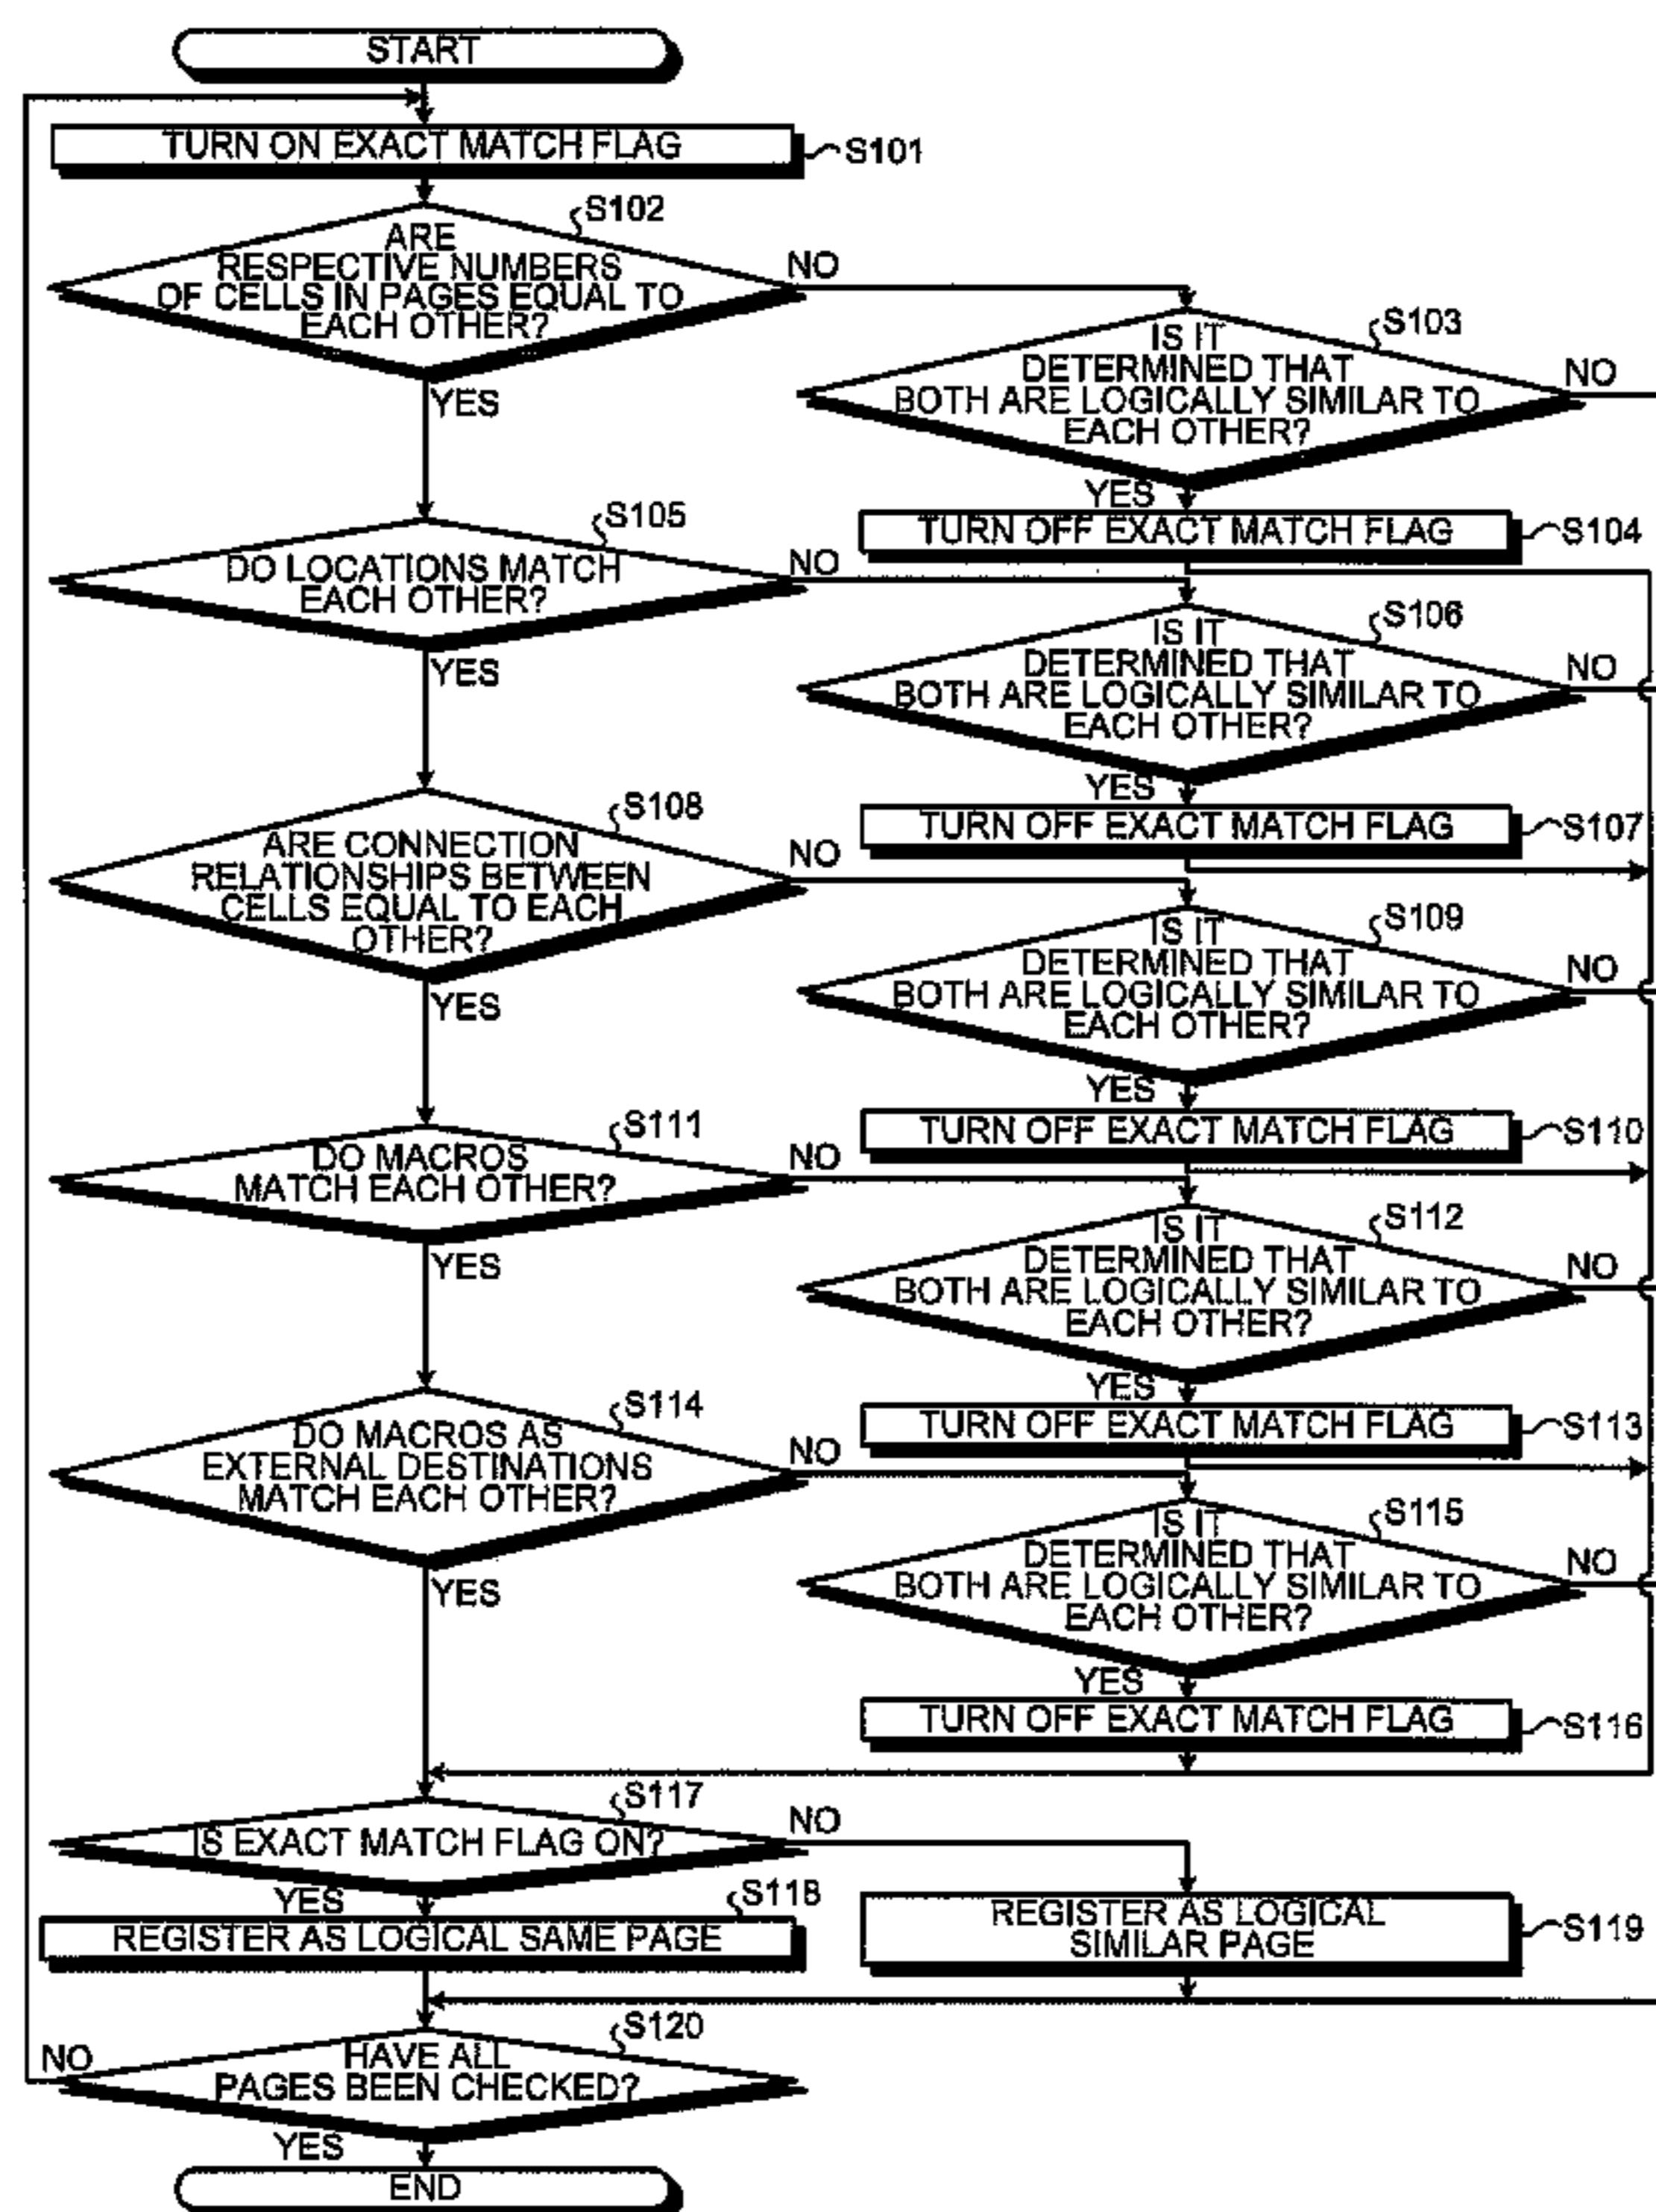 START
TURN ON EXACT MATCH FLAG
S101
S102
ARE
RESPECTIVE NUMBERS
OF CELLS IN PAGES EQUAL TO
EACH OTHER?
NO
YES
S103
IS IT
DETERMINED THAT
BOTH ARE LOGICALLY SIMILAR TO
EACH OTHER?
NO
YES
TURN OFF EXACT MATCH FLAG
S104
S105
DO LOCATIONS MATCH
EACH OTHER?
NO
YES
S106
IS IT
DETERMINED THAT
BOTH ARE LOGICALLY SIMILAR TO
EACH OTHER?
NO
YES
TURN OFF EXACT MATCH FLAG
S107
S108
ARE CONNECTION
RELATIONSHIPS BETWEEN
CELLS EQUAL TO EACH
OTHER?
NO
YES
S109
IS IT
DETERMINED THAT
BOTH ARE LOGICALLY SIMILAR TO
EACH OTHER?
NO
YES
TURN OFF EXACT MATCH FLAG
S110
S111
DO MACROS
MATCH EACH OTHER?
NO
YES
S112
IS IT
DETERMINED THAT
BOTH ARE LOGICALLY SIMILAR TO
EACH OTHER?
NO
YES
TURN OFF EXACT MATCH FLAG
S113
S114
DO MACROS AS
EXTERNAL DESTINATIONS
MATCH EACH OTHER?
NO
YES
S115
IS IT
DETERMINED THAT
BOTH ARE LOGICALLY SIMILAR TO
EACH OTHER?
NO
YES
TURN OFF EXACT MATCH FLAG
S116
S117
IS EXACT MATCH FLAG ON?
NO
YES
S118
REGISTER AS LOGICAL SAME PAGE
REGISTER AS LOGICAL
SIMILAR PAGE
S119
S120
HAVE ALL
PAGES BEEN CHECKED?
NO
YES
END